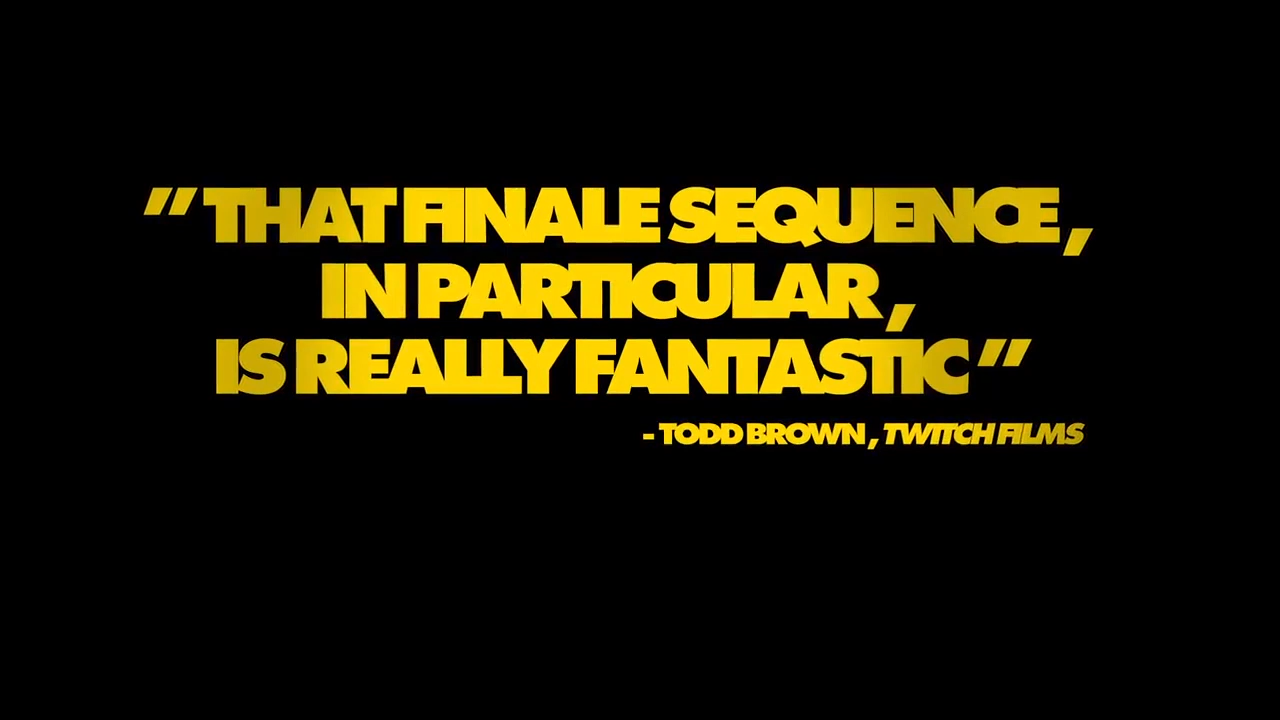 "THAT FINALE SEQUENCE,
IN PARTICULAR,
IS REALLY FANTASTIC"
- TODD BROWN, TWITCH FILMS